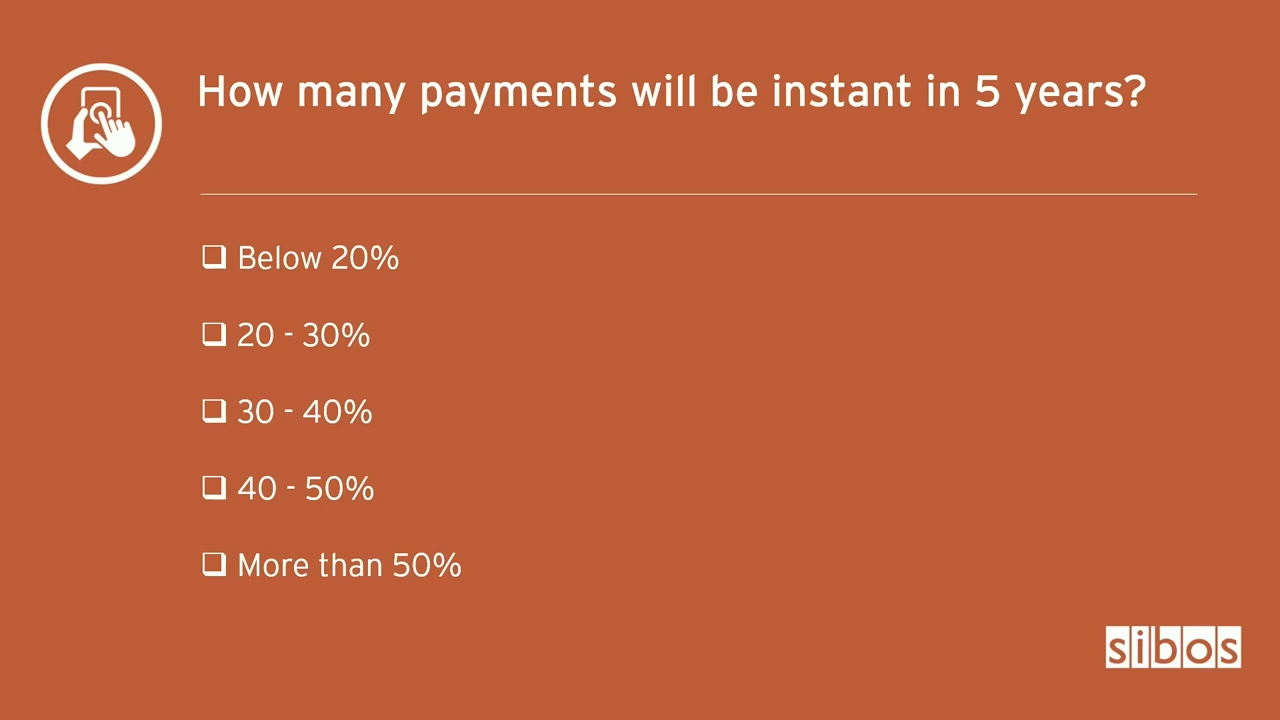 How many payments will be instant in 5 years?
Below 20%
20 - 30%
30 - 40%
40 - 50%
More than 50%
sibos